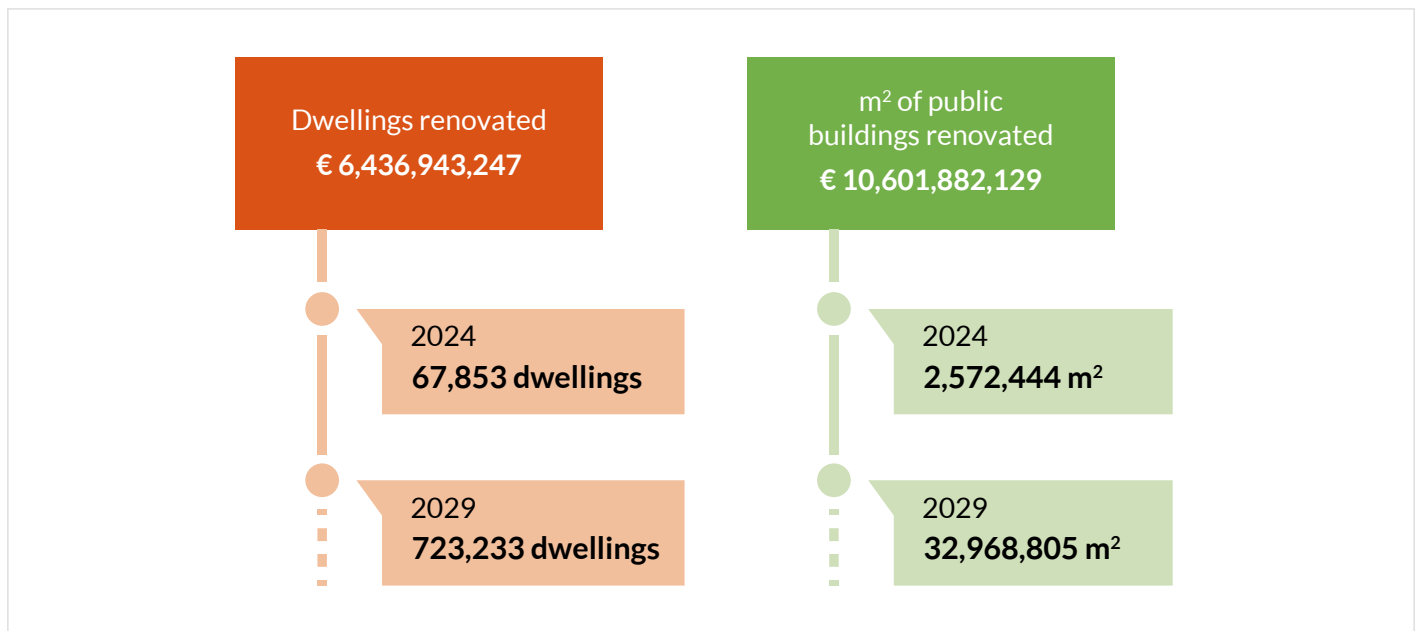 Dwellings renovated
€ 6,436,943,247
m² of public
buildings renovated
€ 10,601,882,129
2024
67,853 dwellings
2029
723,233 dwellings
2024
2,572,444 m²
2029
32,968,805 m²